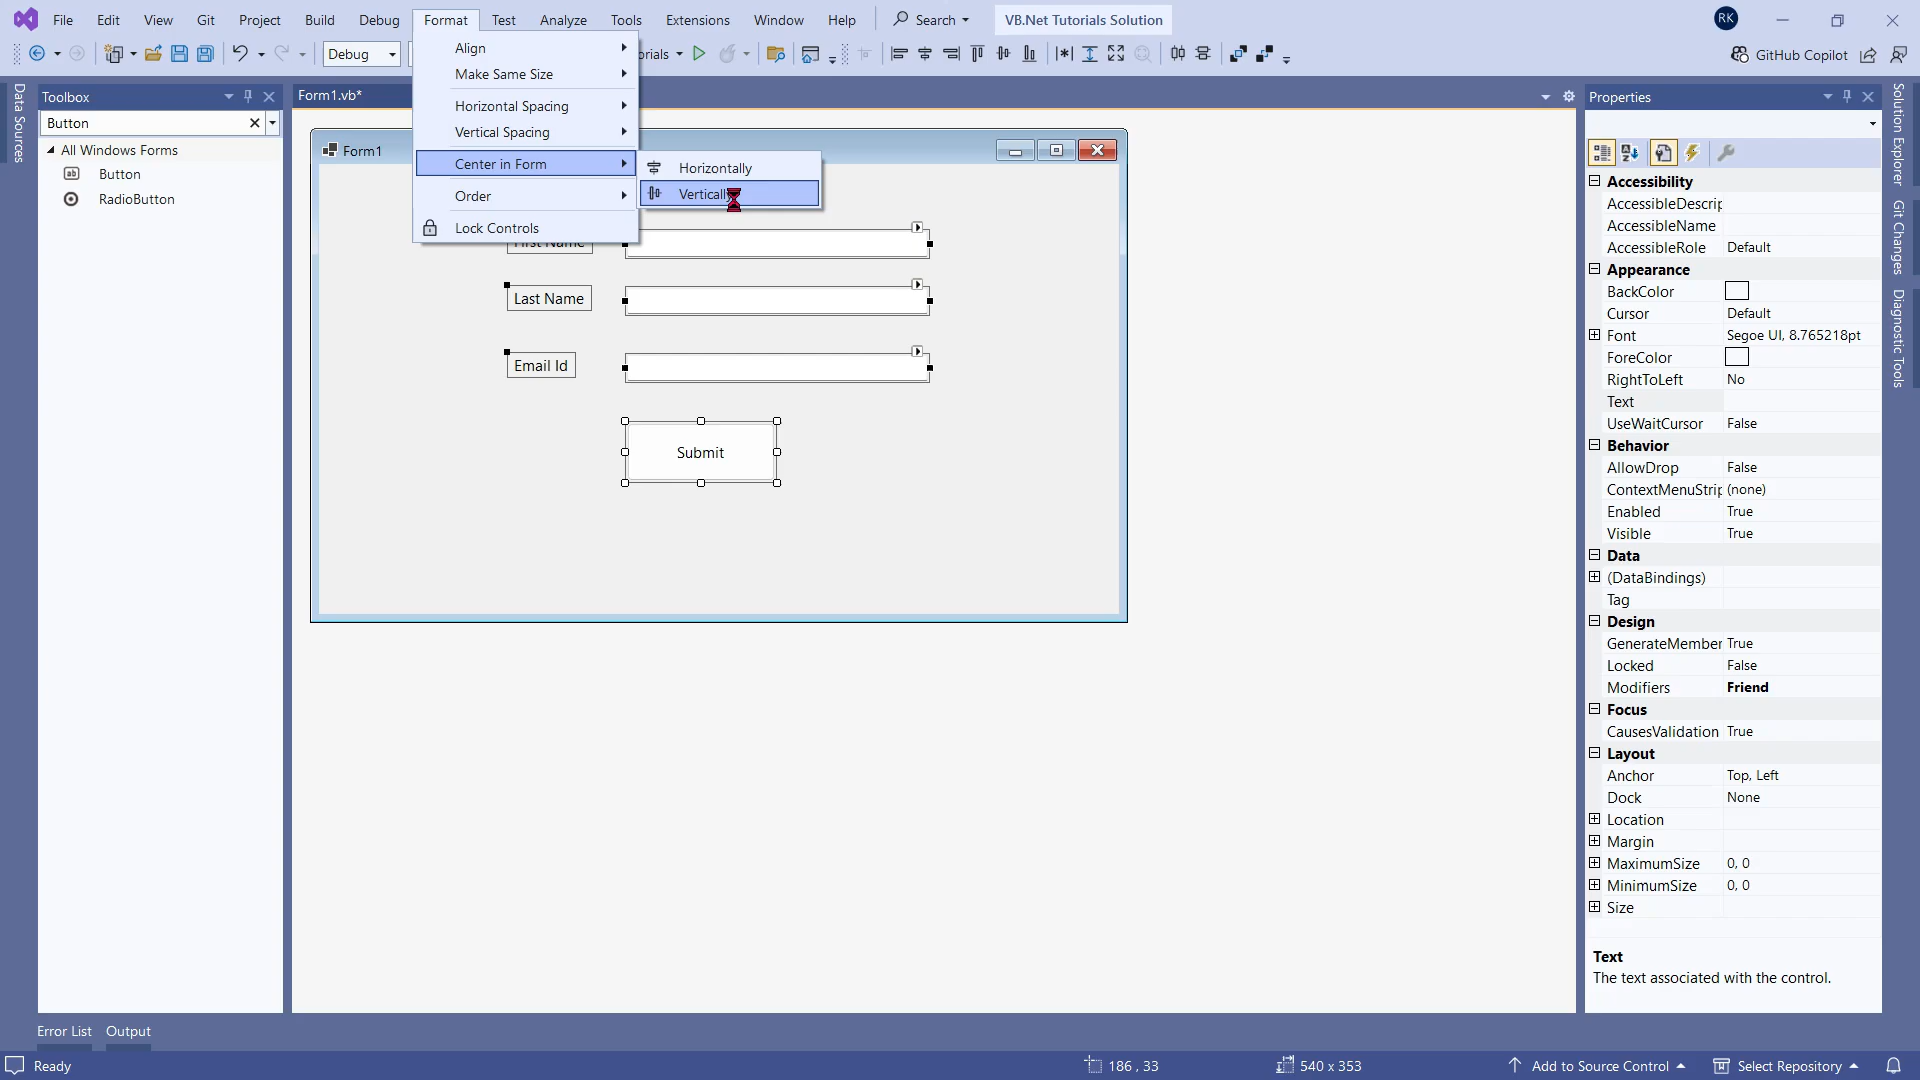 File Edit View Git Project Build Debug Format Test Analyze Tools Extensions Window Help Search VB.Net Tutorials Solution RK
Debug orials GitHub Copilot
Data Sources
Toolbox
Button
All Windows Forms
Button
RadioButton
Form1.vb*
Align
Make Same Size
Horizontal Spacing
Vertical Spacing
Center in Form
Order
Lock Controls
Horizontally
Vertically
Form1
First Name
Last Name
Email Id
Submit
Properties
Accessibility
AccessibleDescrip
AccessibleName
AccessibleRole Default
Appearance
BackColor
Cursor Default
Font Segoe UI, 8.765218pt
ForeColor
RightToLeft No
Text
UseWaitCursor False
Behavior
AllowDrop False
ContextMenuStrip (none)
Enabled True
Visible True
Data
(DataBindings)
Tag
Design
GenerateMember True
Locked False
Modifiers Friend
Focus
CausesValidation True
Layout
Anchor Top, Left
Dock None
Location
Margin
MaximumSize 0, 0
MinimumSize 0, 0
Size
Text
The text associated with the control.
Solution Explorer
Git Changes
Diagnostic Tools
Error List Output
Ready 186 , 33 540 x 353 Add to Source Control Select Repository